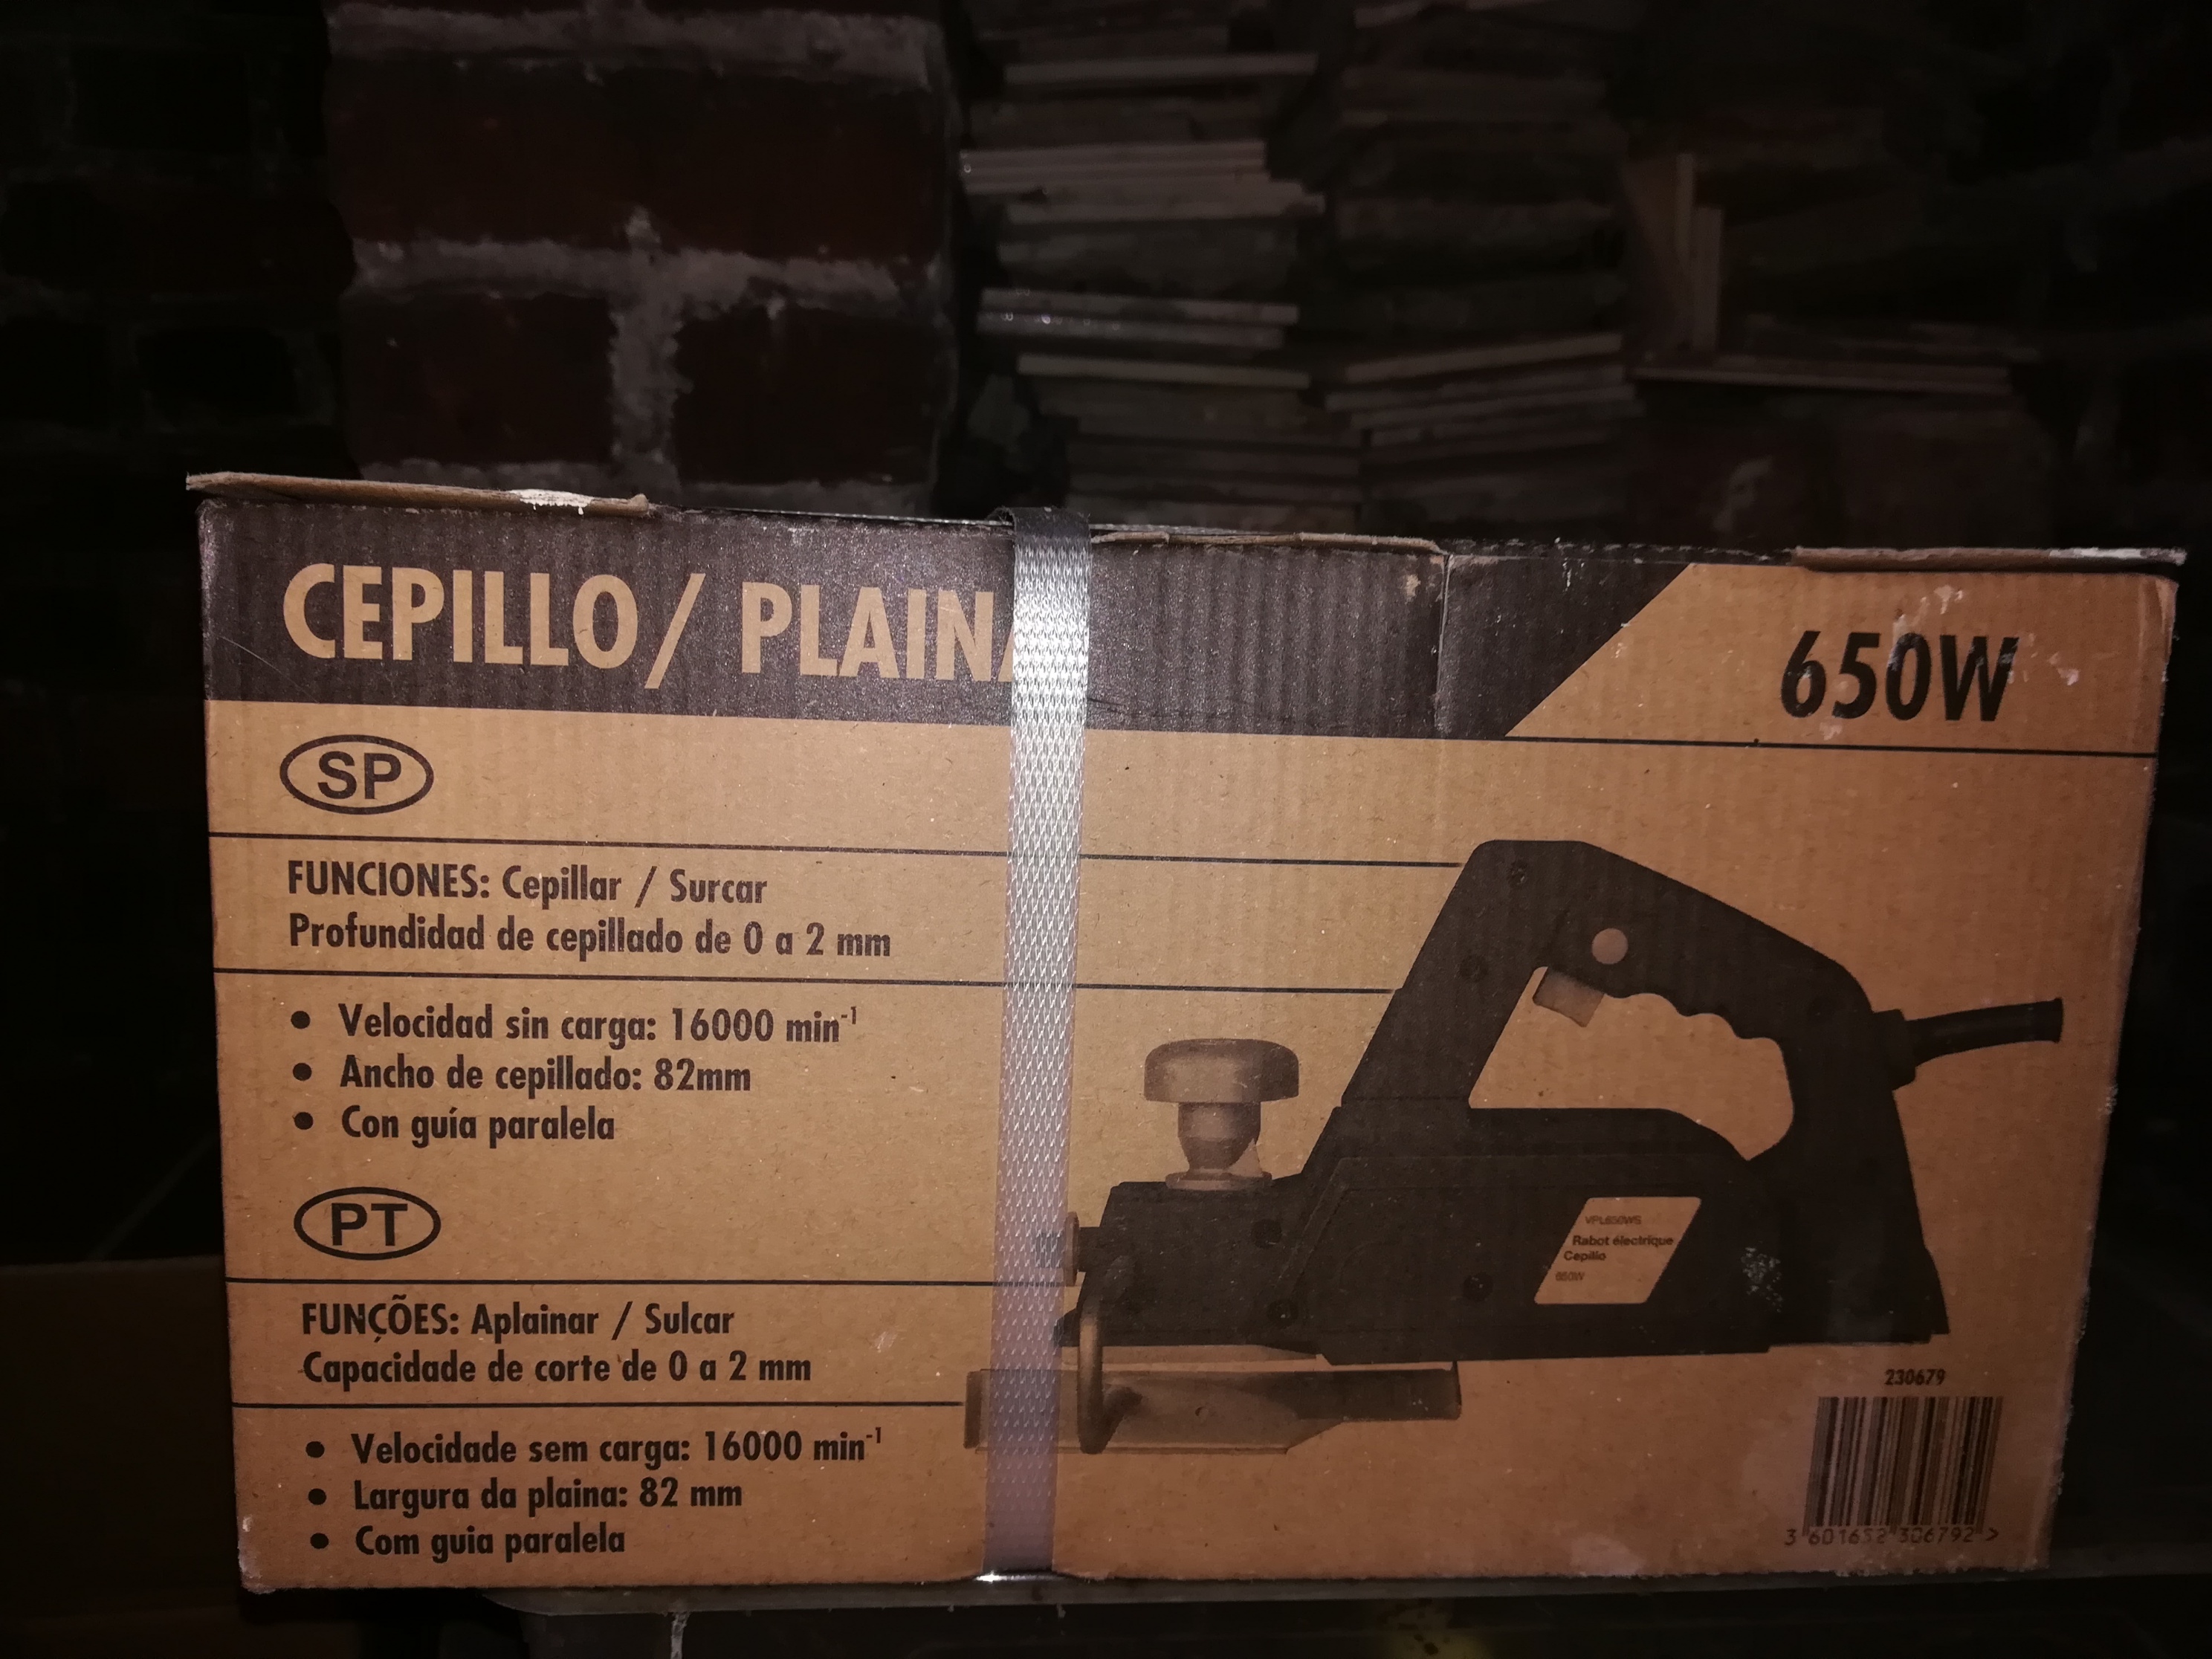 CEPILLO/ PLAINA
650W
SP
FUNCIONES: Cepillar / Surcar
Profundidad de cepillado de 0 a 2 mm
• Velocidad sin carga: 16000 min⁻¹
• Ancho de cepillado: 82mm
• Con guía paralela
PT
FUNÇÕES: Aplainar / Sulcar
Capacidade de corte de 0 a 2 mm
• Velocidade sem carga: 16000 min⁻¹
• Largura da plaina: 82 mm
• Com guia paralela
VPL650WS
Rabot électrique
Cepillo
650W
230679
3 601652 306792 >